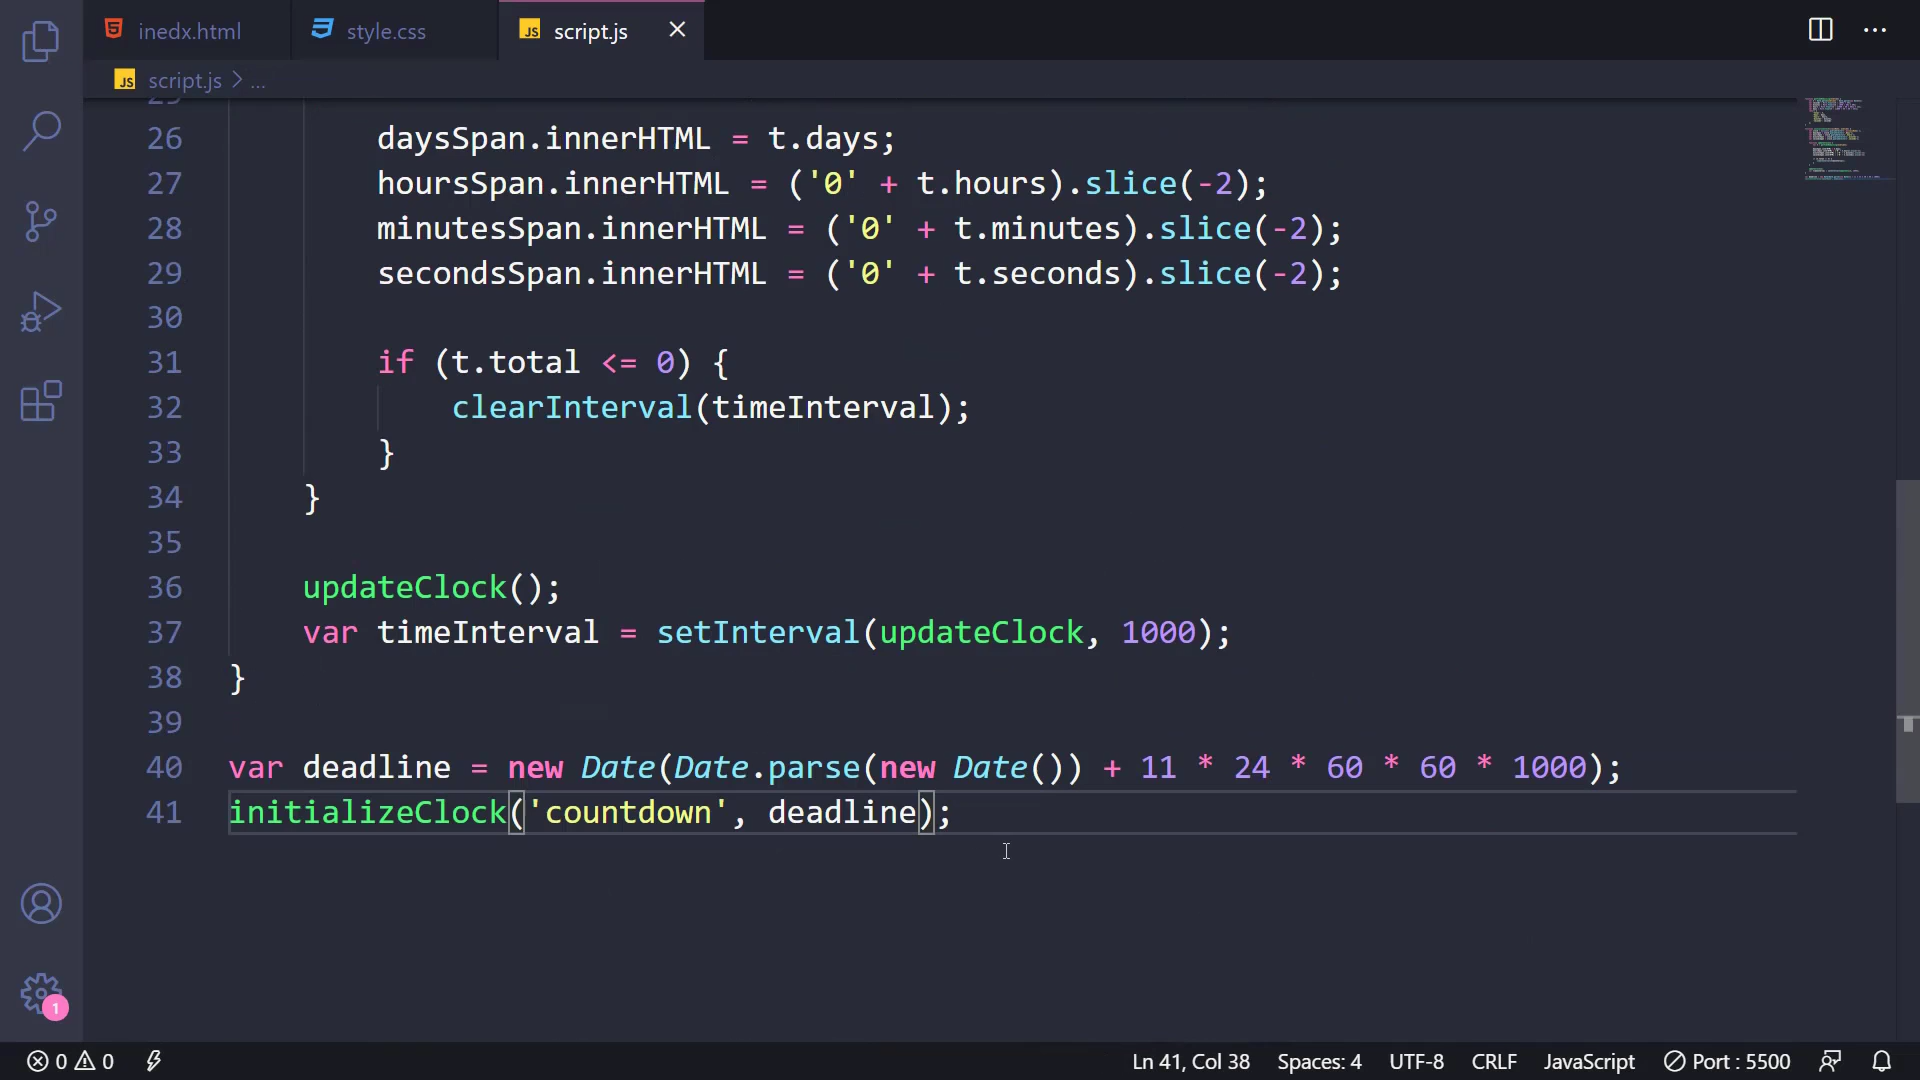 inedx.html
style.css
script.js
script.js > ...
26 daysSpan.innerHTML = t.days;
27 hoursSpan.innerHTML = ('0' + t.hours).slice(-2);
28 minutesSpan.innerHTML = ('0' + t.minutes).slice(-2);
29 secondsSpan.innerHTML = ('0' + t.seconds).slice(-2);
30
31 if (t.total <= 0) {
32 clearInterval(timeInterval);
33 }
34 }
35
36 updateClock();
37 var timeInterval = setInterval(updateClock, 1000);
38 }
39
40 var deadline = new Date(Date.parse(new Date()) + 11 * 24 * 60 * 60 * 1000);
41 initializeClock('countdown', deadline);
1
0 0 Ln 41, Col 38 Spaces: 4 UTF-8 CRLF JavaScript Port : 5500